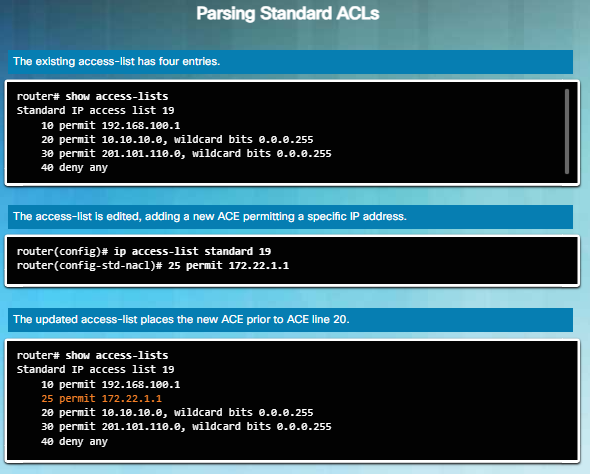 Parsing Standard ACLs
The existing access-list has four entries.
router# show access-lists
Standard IP access list 19
    10 permit 192.168.100.1
    20 permit 10.10.10.0, wildcard bits 0.0.0.255
    30 permit 201.101.110.0, wildcard bits 0.0.0.255
    40 deny any
The access-list is edited, adding a new ACE permitting a specific IP address.
router(config)# ip access-list standard 19
router(config-std-nacl)# 25 permit 172.22.1.1
The updated access-list places the new ACE prior to ACE line 20.
router# show access-lists
Standard IP access list 19
    10 permit 192.168.100.1
    25 permit 172.22.1.1
    20 permit 10.10.10.0, wildcard bits 0.0.0.255
    30 permit 201.101.110.0, wildcard bits 0.0.0.255
    40 deny any